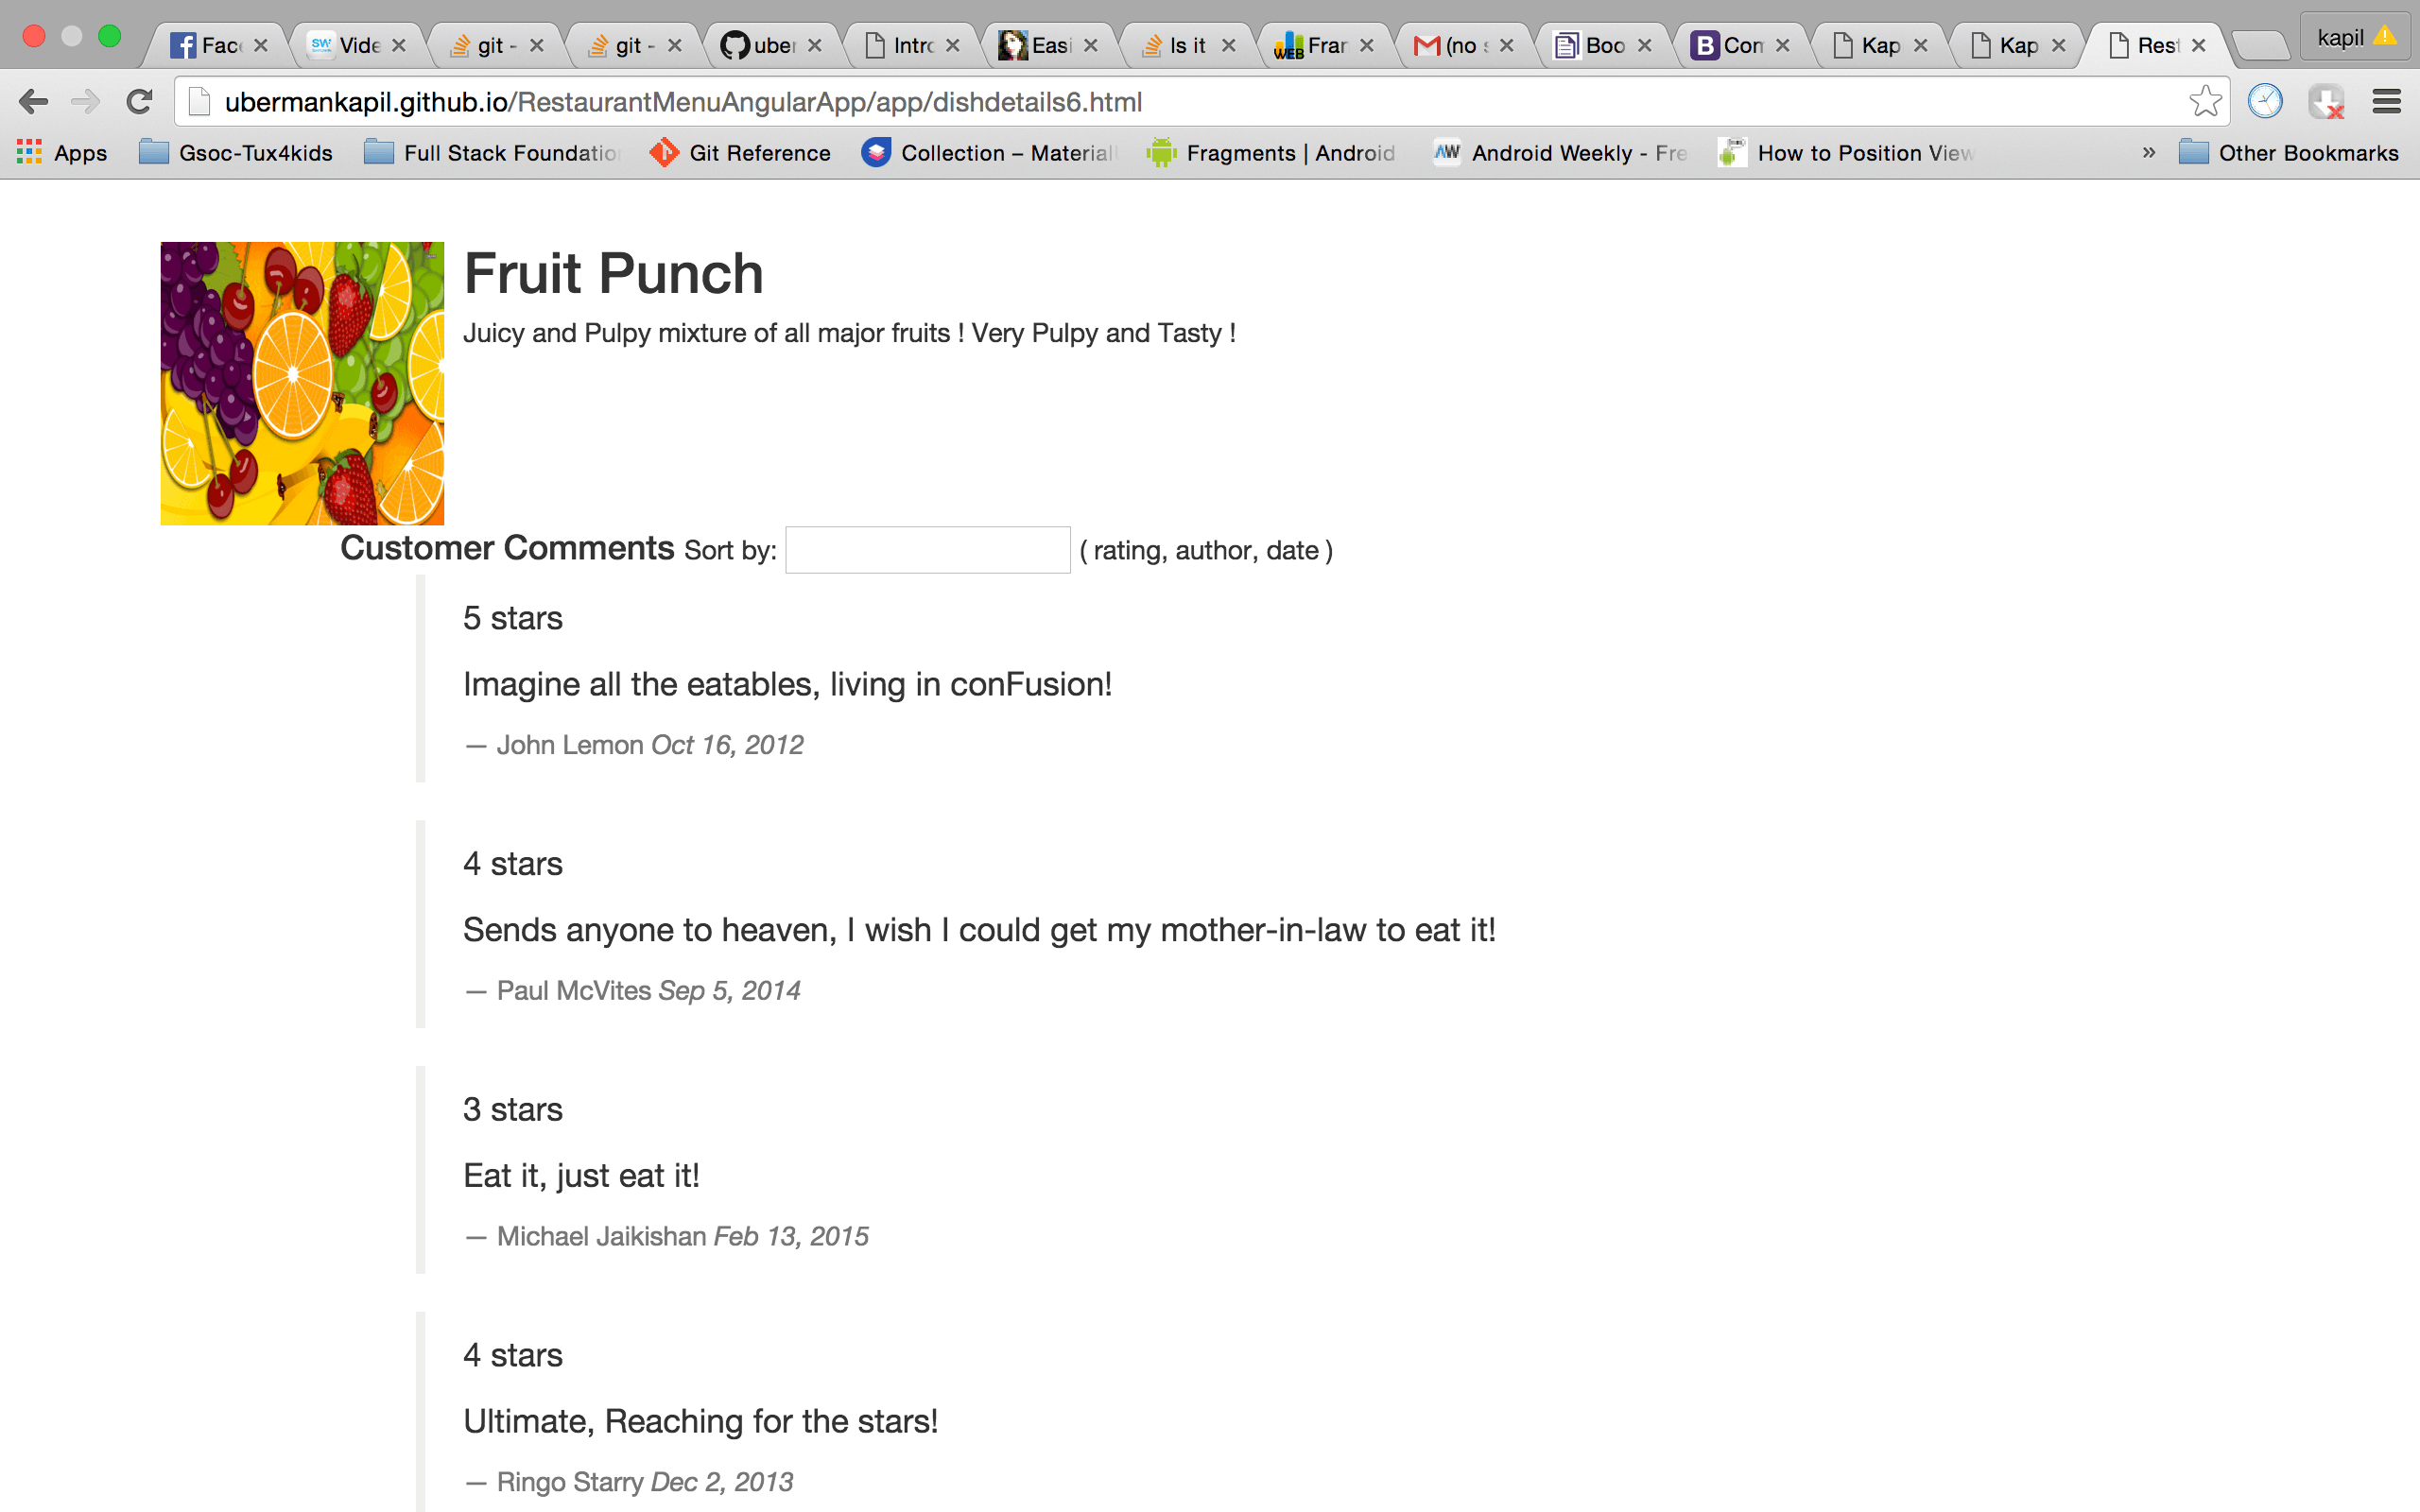 Fac
Vide
git -
git -
uber
Intro
Easi
Is it
WEB
Fran
(no s
Boo
B
Com
Kap
Kap
Rest
kapil
ubermankapil.github.io/RestaurantMenuAngularApp/app/dishdetails6.html
Apps
Gsoc-Tux4kids
Full Stack Foundatio
Git Reference
Collection – Material
Fragments | Android
AW
Android Weekly - Fre
How to Position View
»
Other Bookmarks
Fruit Punch
Juicy and Pulpy mixture of all major fruits ! Very Pulpy and Tasty !
Customer Comments Sort by: ( rating, author, date )
5 stars
Imagine all the eatables, living in conFusion!
— John Lemon Oct 16, 2012
4 stars
Sends anyone to heaven, I wish I could get my mother-in-law to eat it!
— Paul McVites Sep 5, 2014
3 stars
Eat it, just eat it!
— Michael Jaikishan Feb 13, 2015
4 stars
Ultimate, Reaching for the stars!
— Ringo Starry Dec 2, 2013